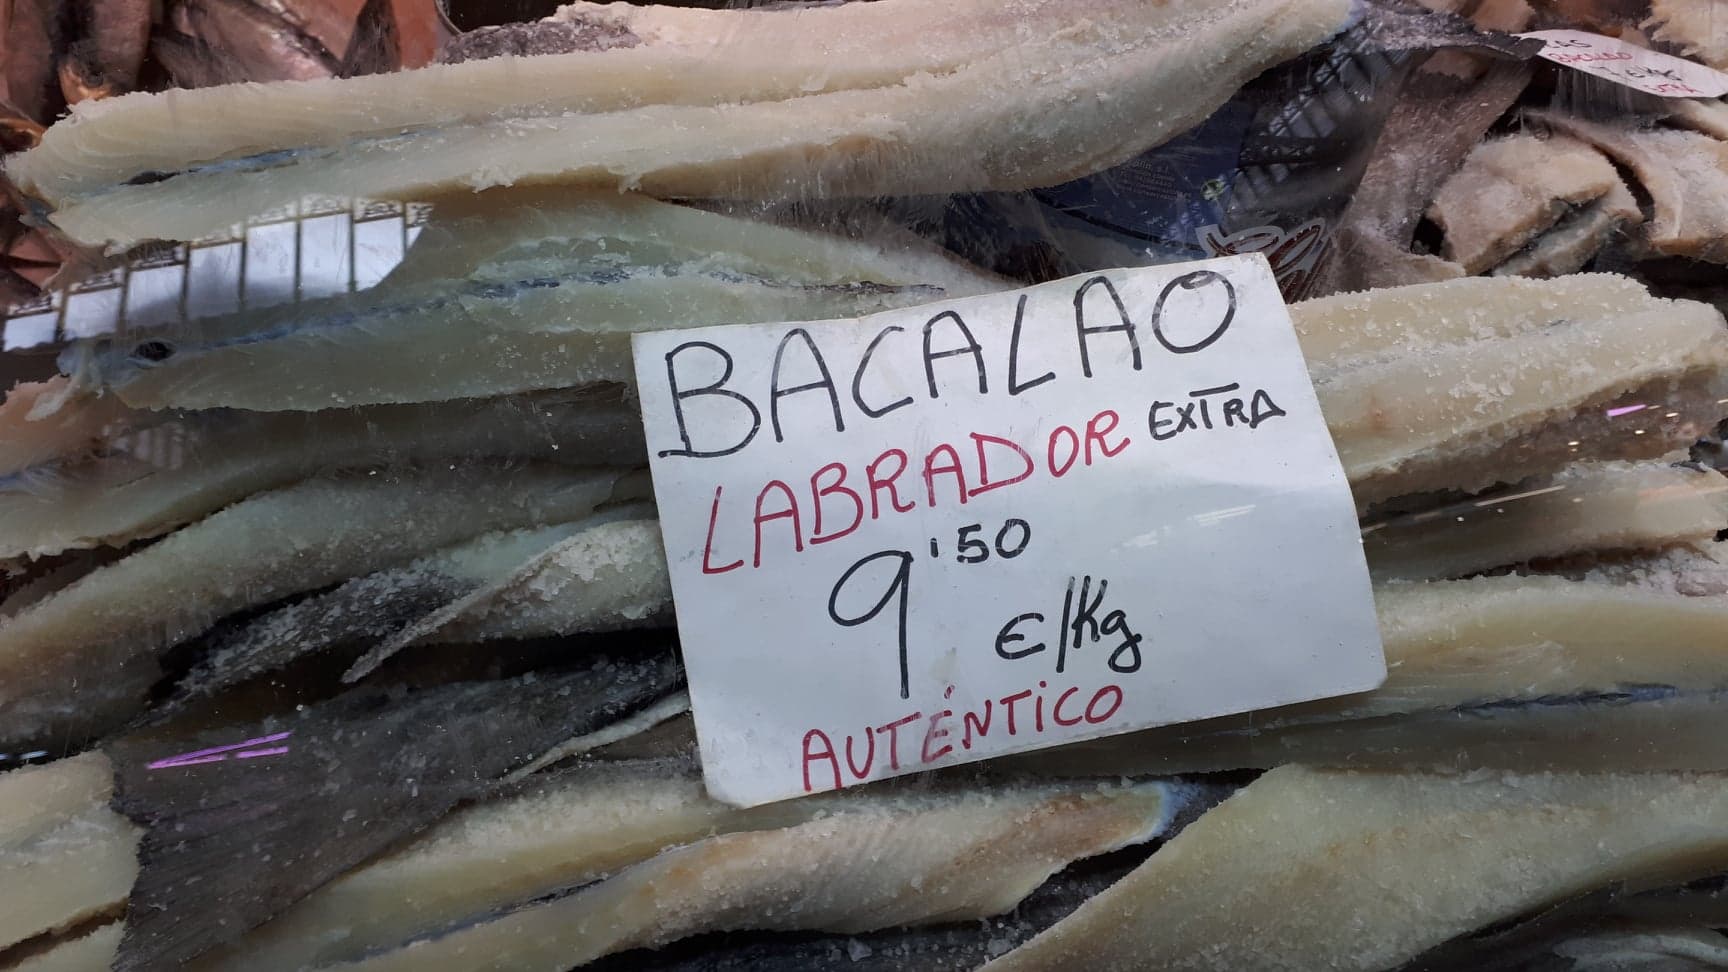 BACALAO
LABRADOR EXTRA
9'50
€/Kg
AUTÉNTICO